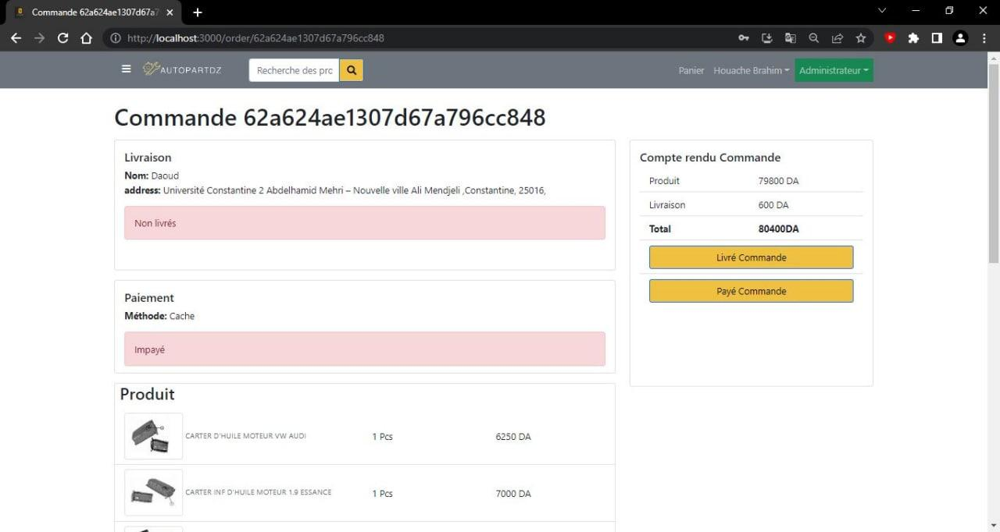 Commande 62a624ae1307d67a7
http://localhost:3000/order/62a624ae1307d67a796cc848
AUTOPARTDZ
Recherche des prc
Panier
Houache Brahim
Administrateur
Commande 62a624ae1307d67a796cc848
Livraison
Nom: Daoud
address: Université Constantine 2 Abdelhamid Mehri – Nouvelle ville Ali Mendjeli ,Constantine, 25016,
Non livrés
Paiement
Méthode: Cache
Impayé
Produit
CARTER D'HUILE MOTEUR VW AUDI 1 Pcs 6250 DA
CARTER INF D'HUILE MOTEUR 1.9 ESSANCE 1 Pcs 7000 DA
Compte rendu Commande
Produit 79800 DA
Livraison 600 DA
Total 80400DA
Livré Commande
Payé Commande